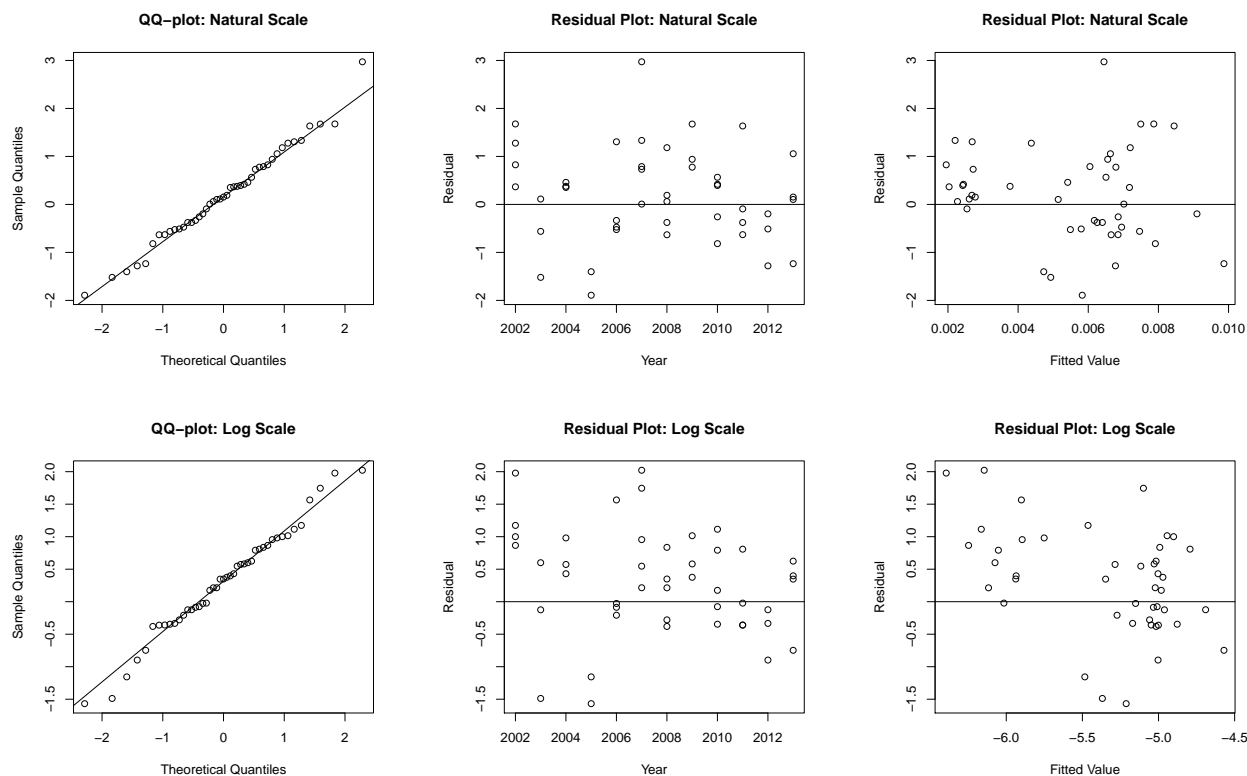 QQ−plot: Natural Scale
Sample Quantiles
3
2
1
0
−1
−2
−2 −1 0 1 2
Theoretical Quantiles
Residual Plot: Natural Scale
Residual
3
2
1
0
−1
−2
2002 2004 2006 2008 2010 2012
Year
Residual Plot: Natural Scale
Residual
3
2
1
0
−1
−2
0.002 0.004 0.006 0.008 0.010
Fitted Value
QQ−plot: Log Scale
Sample Quantiles
2.0
1.5
1.0
0.5
−0.5
−1.5
−2 −1 0 1 2
Theoretical Quantiles
Residual Plot: Log Scale
Residual
2.0
1.5
1.0
0.5
−0.5
−1.5
2002 2004 2006 2008 2010 2012
Year
Residual Plot: Log Scale
Residual
2.0
1.5
1.0
0.5
−0.5
−1.5
−6.0 −5.5 −5.0 −4.5
Fitted Value